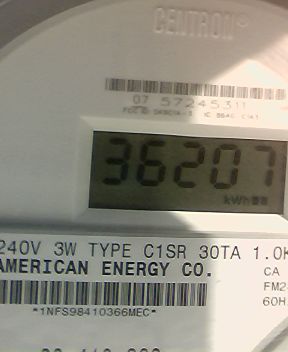 CENTRON®
07 57245311
36207
kWh
240V 3W TYPE C1SR 30TA 1.0K
AMERICAN ENERGY CO.
CA
FM2
60H
*1NFS98410366MEC*